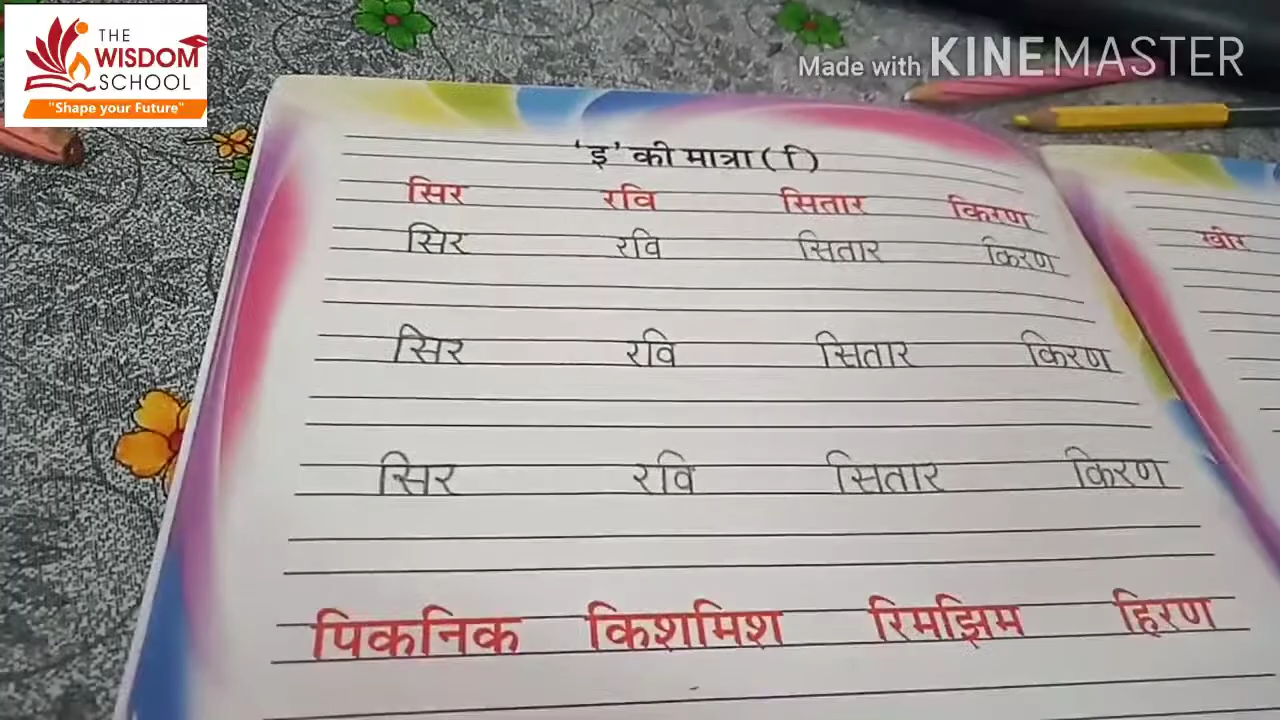 THE
WISDOM
SCHOOL
"Shape your Future"
Made with KINEMASTER
'इ' की मात्रा ( ि)
सिर रवि सितार किरण
सिर रवि सितार किरण
सिर रवि सितार किरण
सिर रवि सितार किरण
पिकनिक किशमिश रिमझिम हिरण
खीर